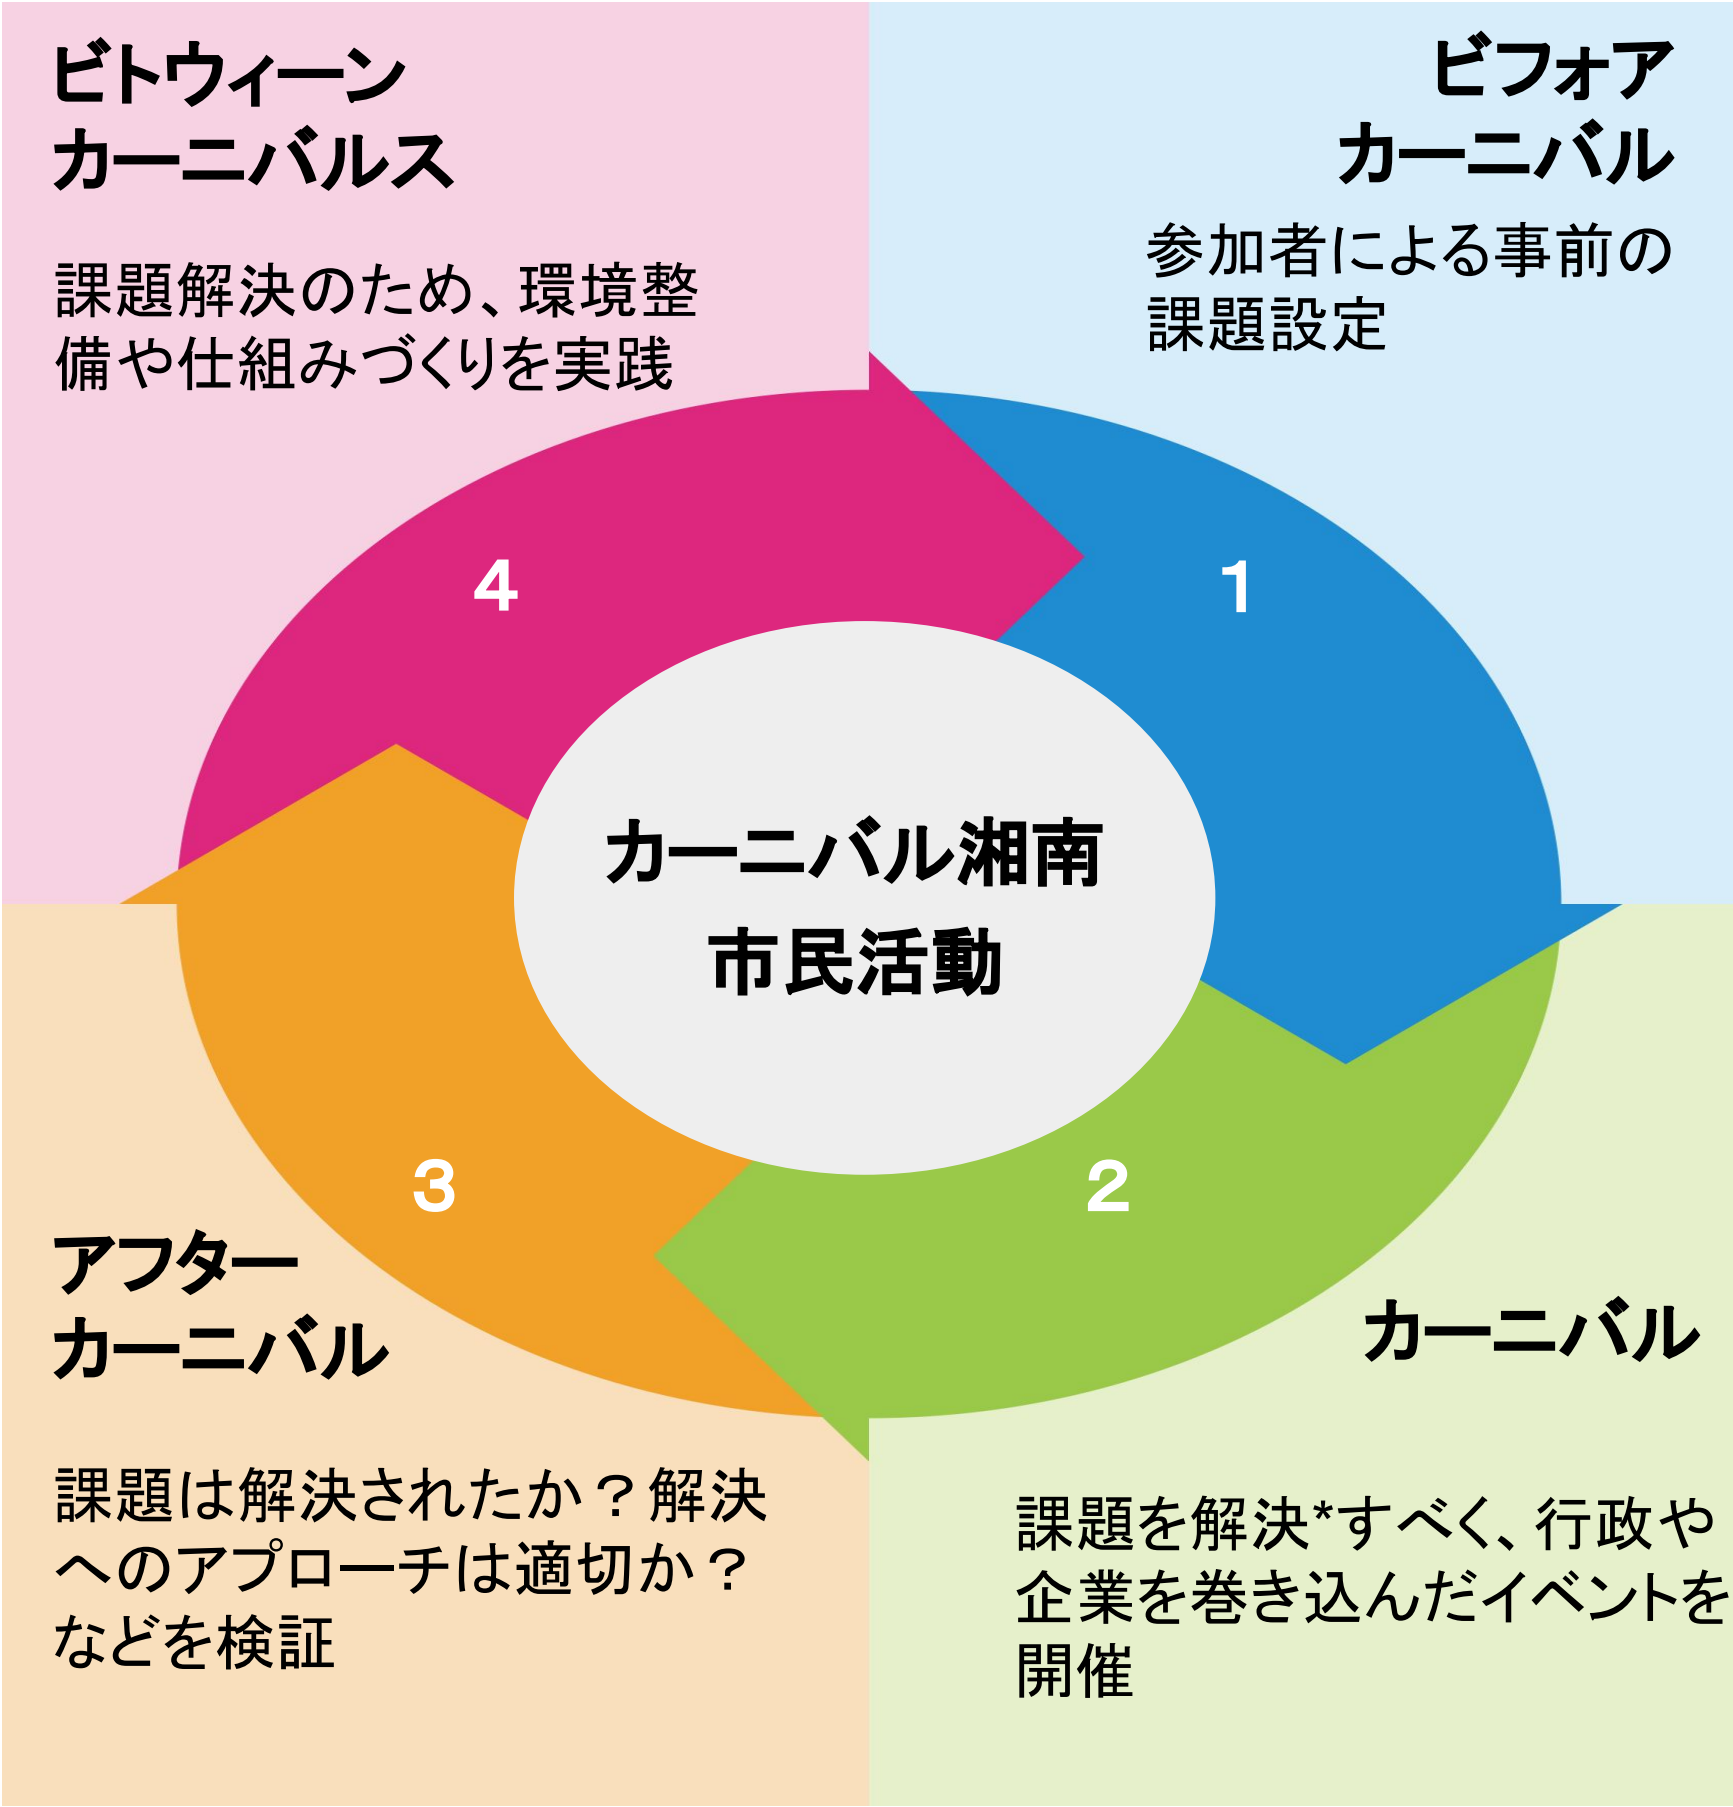 ビトウィーン
カーニバルス
課題解決のため、環境整
備や仕組みづくりを実践
ビフォア
カーニバル
参加者による事前の
課題設定
4
1
カーニバル湘南
市民活動
3
2
アフター
カーニバル
課題は解決されたか？解決
へのアプローチは適切か？
などを検証
カーニバル
課題を解決*すべく、行政や
企業を巻き込んだイベントを
開催